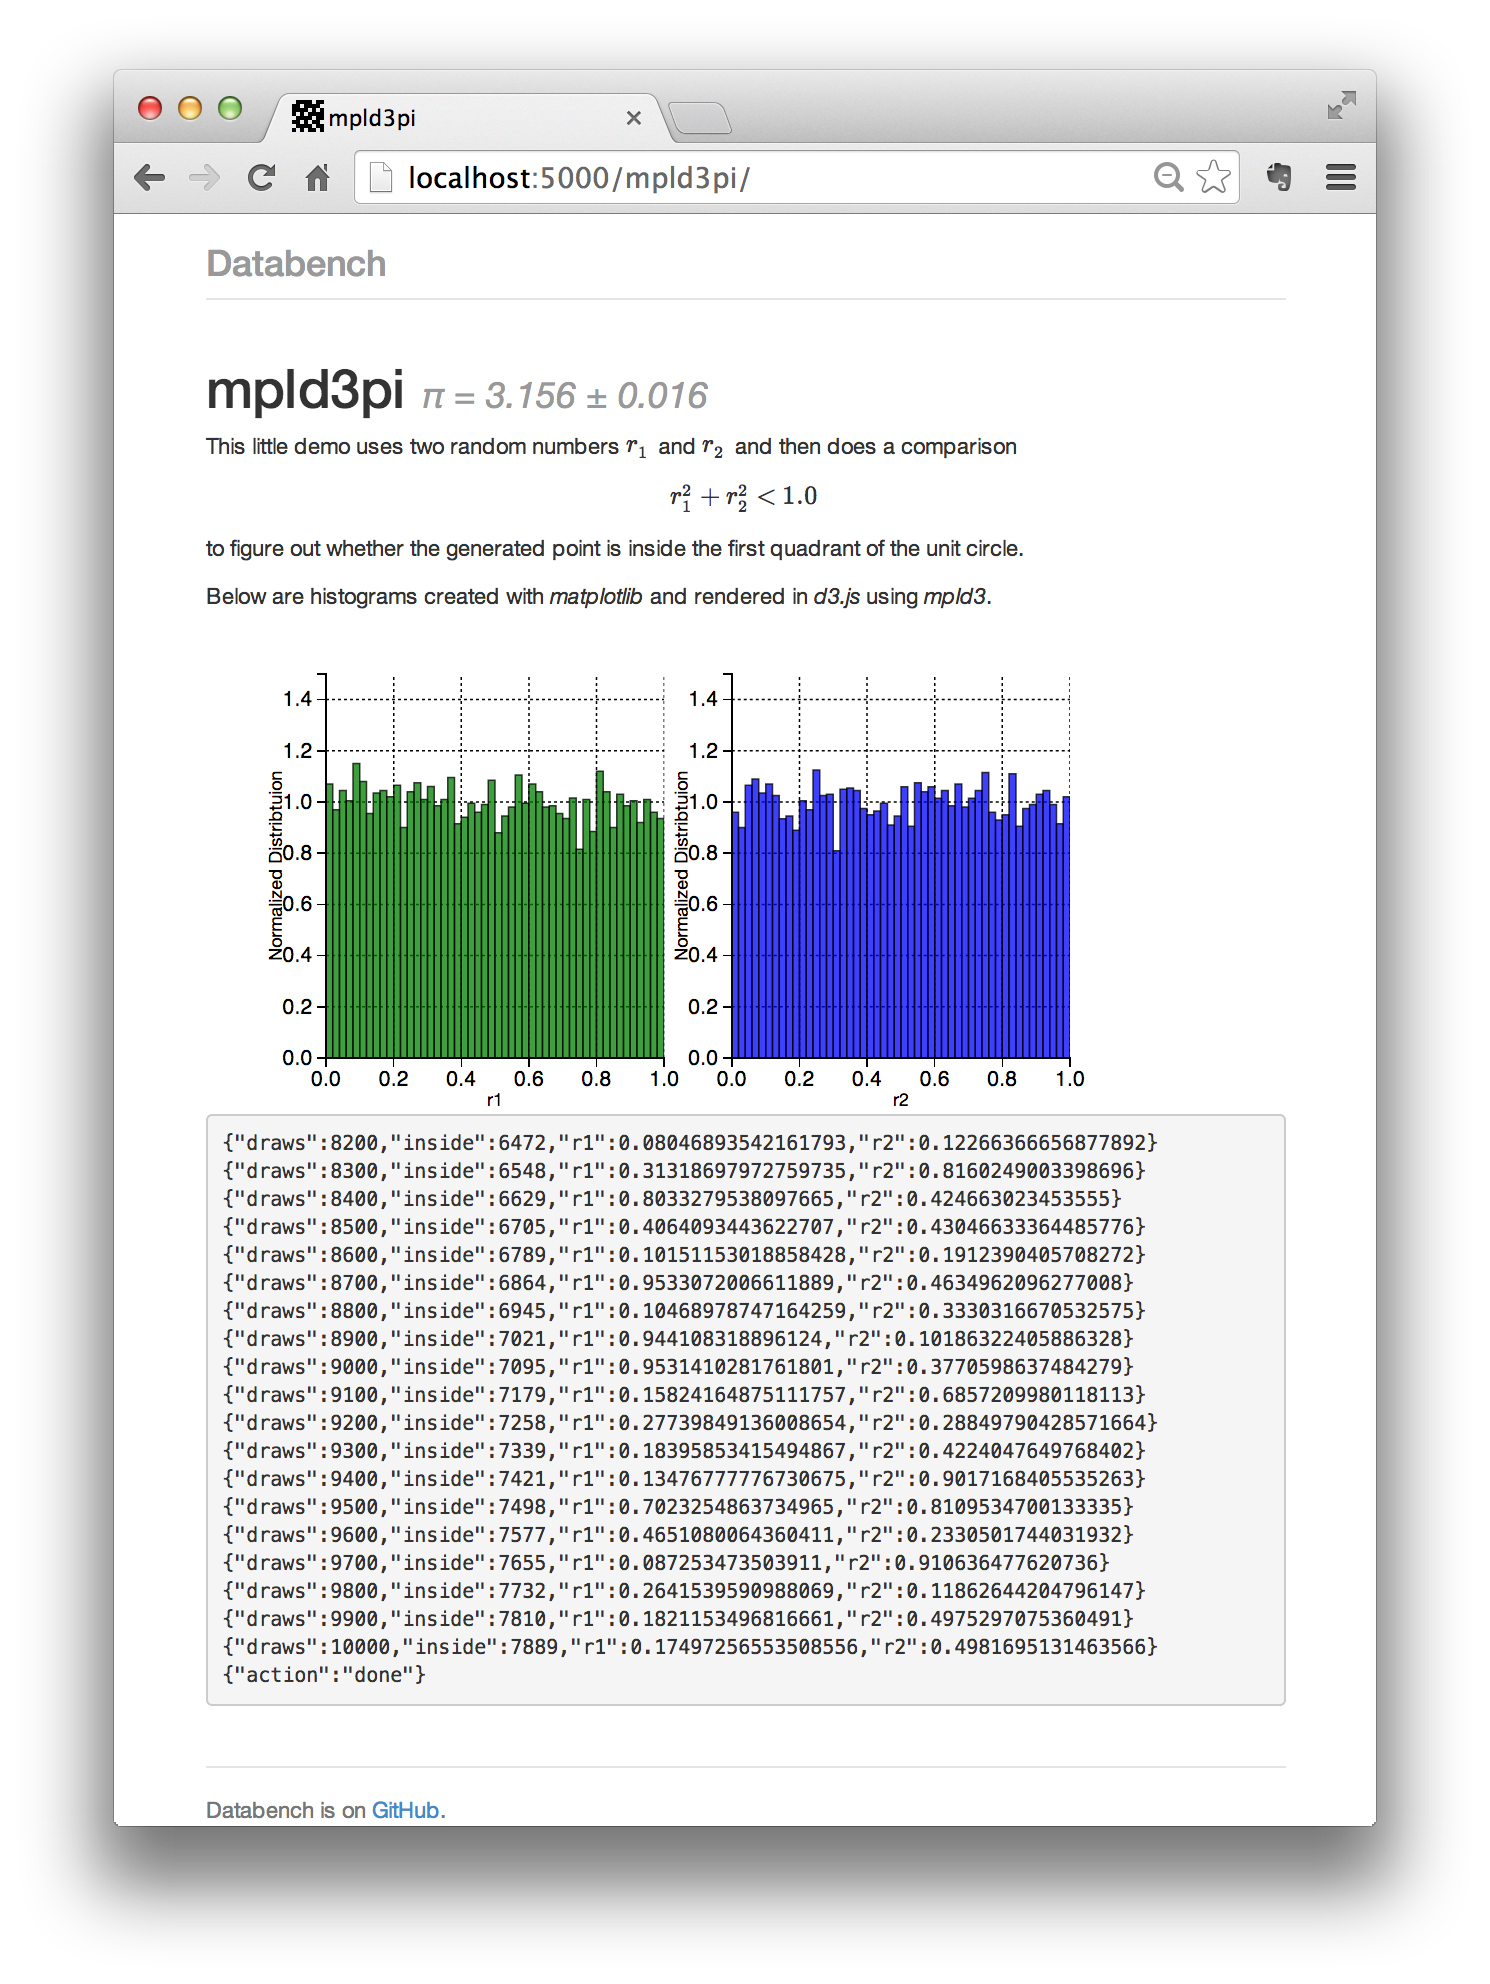 mpld3pi
localhost:5000/mpld3pi/
Databench
mpld3pi π = 3.156 ± 0.016
This little demo uses two random numbers r1 and r2 and then does a comparison
r1^2 + r2^2 < 1.0
to figure out whether the generated point is inside the first quadrant of the unit circle.
Below are histograms created with matplotlib and rendered in d3.js using mpld3.
1.4
1.2
1.0
0.8
0.6
0.4
0.2
0.0
Normalized Distribtuion
0.0 0.2 0.4 0.6 0.8 1.0
r1
1.4
1.2
1.0
0.8
0.6
0.4
0.2
0.0
Normalized Distribtuion
0.0 0.2 0.4 0.6 0.8 1.0
r2
{"draws":8200,"inside":6472,"r1":0.08046893542161793,"r2":0.12266366656877892}
{"draws":8300,"inside":6548,"r1":0.31318697972759735,"r2":0.8160249003398696}
{"draws":8400,"inside":6629,"r1":0.8033279538097665,"r2":0.424663023453555}
{"draws":8500,"inside":6705,"r1":0.4064093443622707,"r2":0.43046633364485776}
{"draws":8600,"inside":6789,"r1":0.10151153018858428,"r2":0.1912390405708272}
{"draws":8700,"inside":6864,"r1":0.9533072006611889,"r2":0.4634962096277008}
{"draws":8800,"inside":6945,"r1":0.10468978747164259,"r2":0.3330316670532575}
{"draws":8900,"inside":7021,"r1":0.944108318896124,"r2":0.10186322405886328}
{"draws":9000,"inside":7095,"r1":0.9531410281761801,"r2":0.3770598637484279}
{"draws":9100,"inside":7179,"r1":0.15824164875111757,"r2":0.6857209980118113}
{"draws":9200,"inside":7258,"r1":0.27739849136008654,"r2":0.28849790428571664}
{"draws":9300,"inside":7339,"r1":0.18395853415494867,"r2":0.4224047649768402}
{"draws":9400,"inside":7421,"r1":0.13476777776730675,"r2":0.9017168405535263}
{"draws":9500,"inside":7498,"r1":0.7023254863734965,"r2":0.8109534700133335}
{"draws":9600,"inside":7577,"r1":0.4651080064360411,"r2":0.2330501744031932}
{"draws":9700,"inside":7655,"r1":0.087253473503911,"r2":0.910636477620736}
{"draws":9800,"inside":7732,"r1":0.2641539590988069,"r2":0.11862644204796147}
{"draws":9900,"inside":7810,"r1":0.1821153496816661,"r2":0.4975297075360491}
{"draws":10000,"inside":7889,"r1":0.17497256553508556,"r2":0.4981695131463566}
{"action":"done"}
Databench is on GitHub.